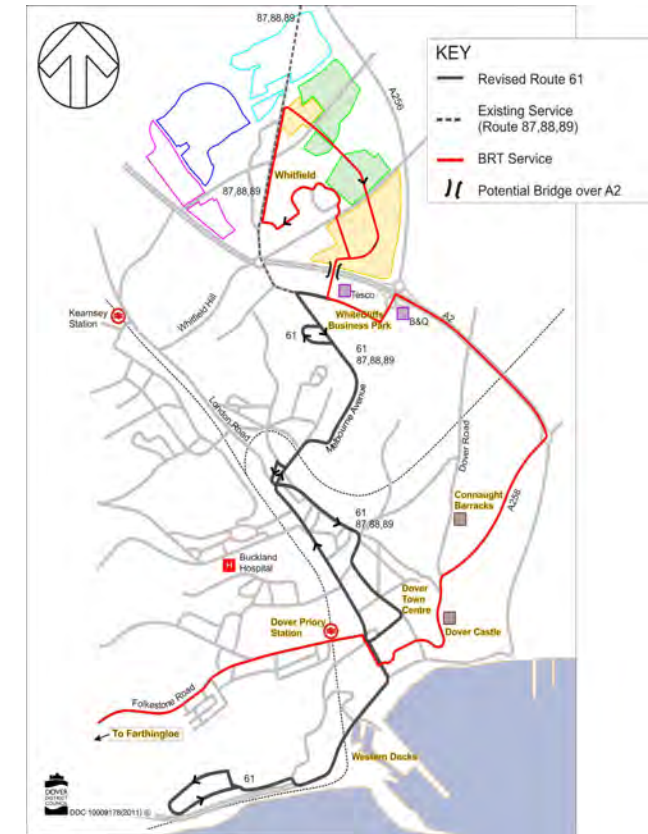 87,88,89
KEY
Revised Route 61
Existing Service
(Route 87,88,89)
BRT Service
Potential Bridge over A2
A256
Whitfield
87,88,89
Tesco
Kearnsey
Station
Whitfield Hill
Whitecliffs
Business Park
B&Q
A2
61
61
87,88,89
Melbourne Avenue
London Road
Dover Road
A258
Connaught
Barracks
61
87,88,89
H
Buckland
Hospital
Dover
Town
Centre
Dover Priory
Station
Dover Castle
Folkestone Road
To Farthingloe
Western Docks
61
DOVER
DISTRICT
COUNCIL
DDC 10009176(2011) ©